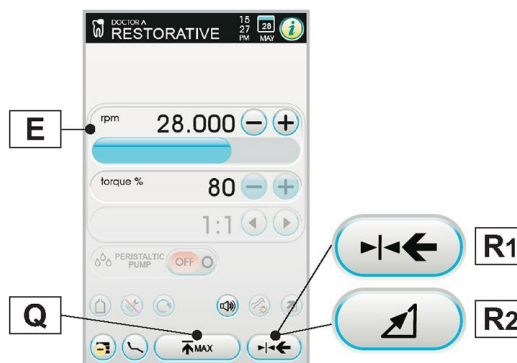 DOCTOR A
RESTORATIVE
15
27
PM
28
MAY
i
E
rpm 28.000
torque % 80
1:1
PERISTALTIC
PUMP
OFF
R1
R2
Q
MAX